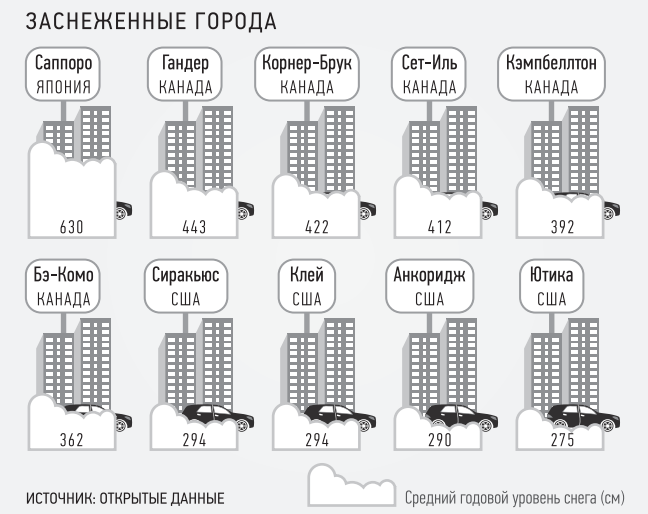 ЗАСНЕЖЕННЫЕ ГОРОДА
Саппоро
ЯПОНИЯ
630
Гандер
КАНАДА
443
Корнер-Брук
КАНАДА
422
Сет-Иль
КАНАДА
412
Кэмпбеллтон
КАНАДА
392
Бэ-Комо
КАНАДА
362
Сиракьюс
США
294
Клей
США
294
Анкоридж
США
290
Ютика
США
275
ИСТОЧНИК: ОТКРЫТЫЕ ДАННЫЕ
Средний годовой уровень снега (см)